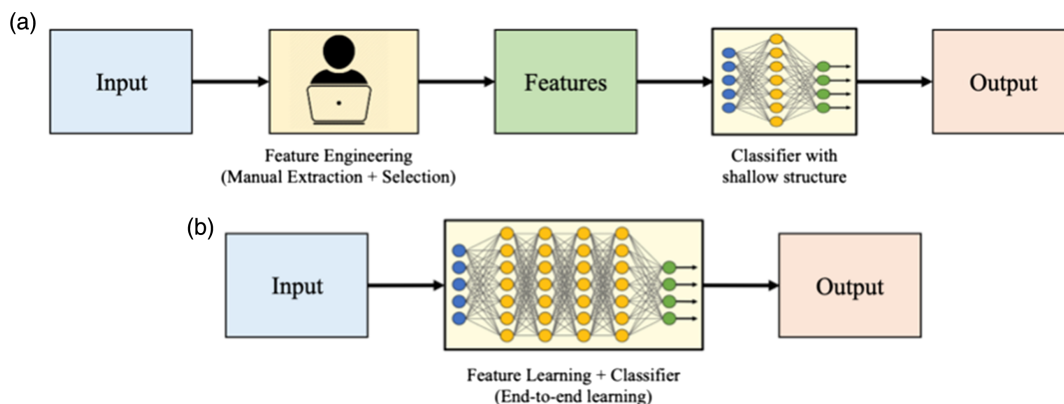 (a)
Input
Features
Output
Feature Engineering
(Manual Extraction + Selection)
Classifier with
shallow structure
(b)
Input
Output
Feature Learning + Classifier
(End-to-end learning)